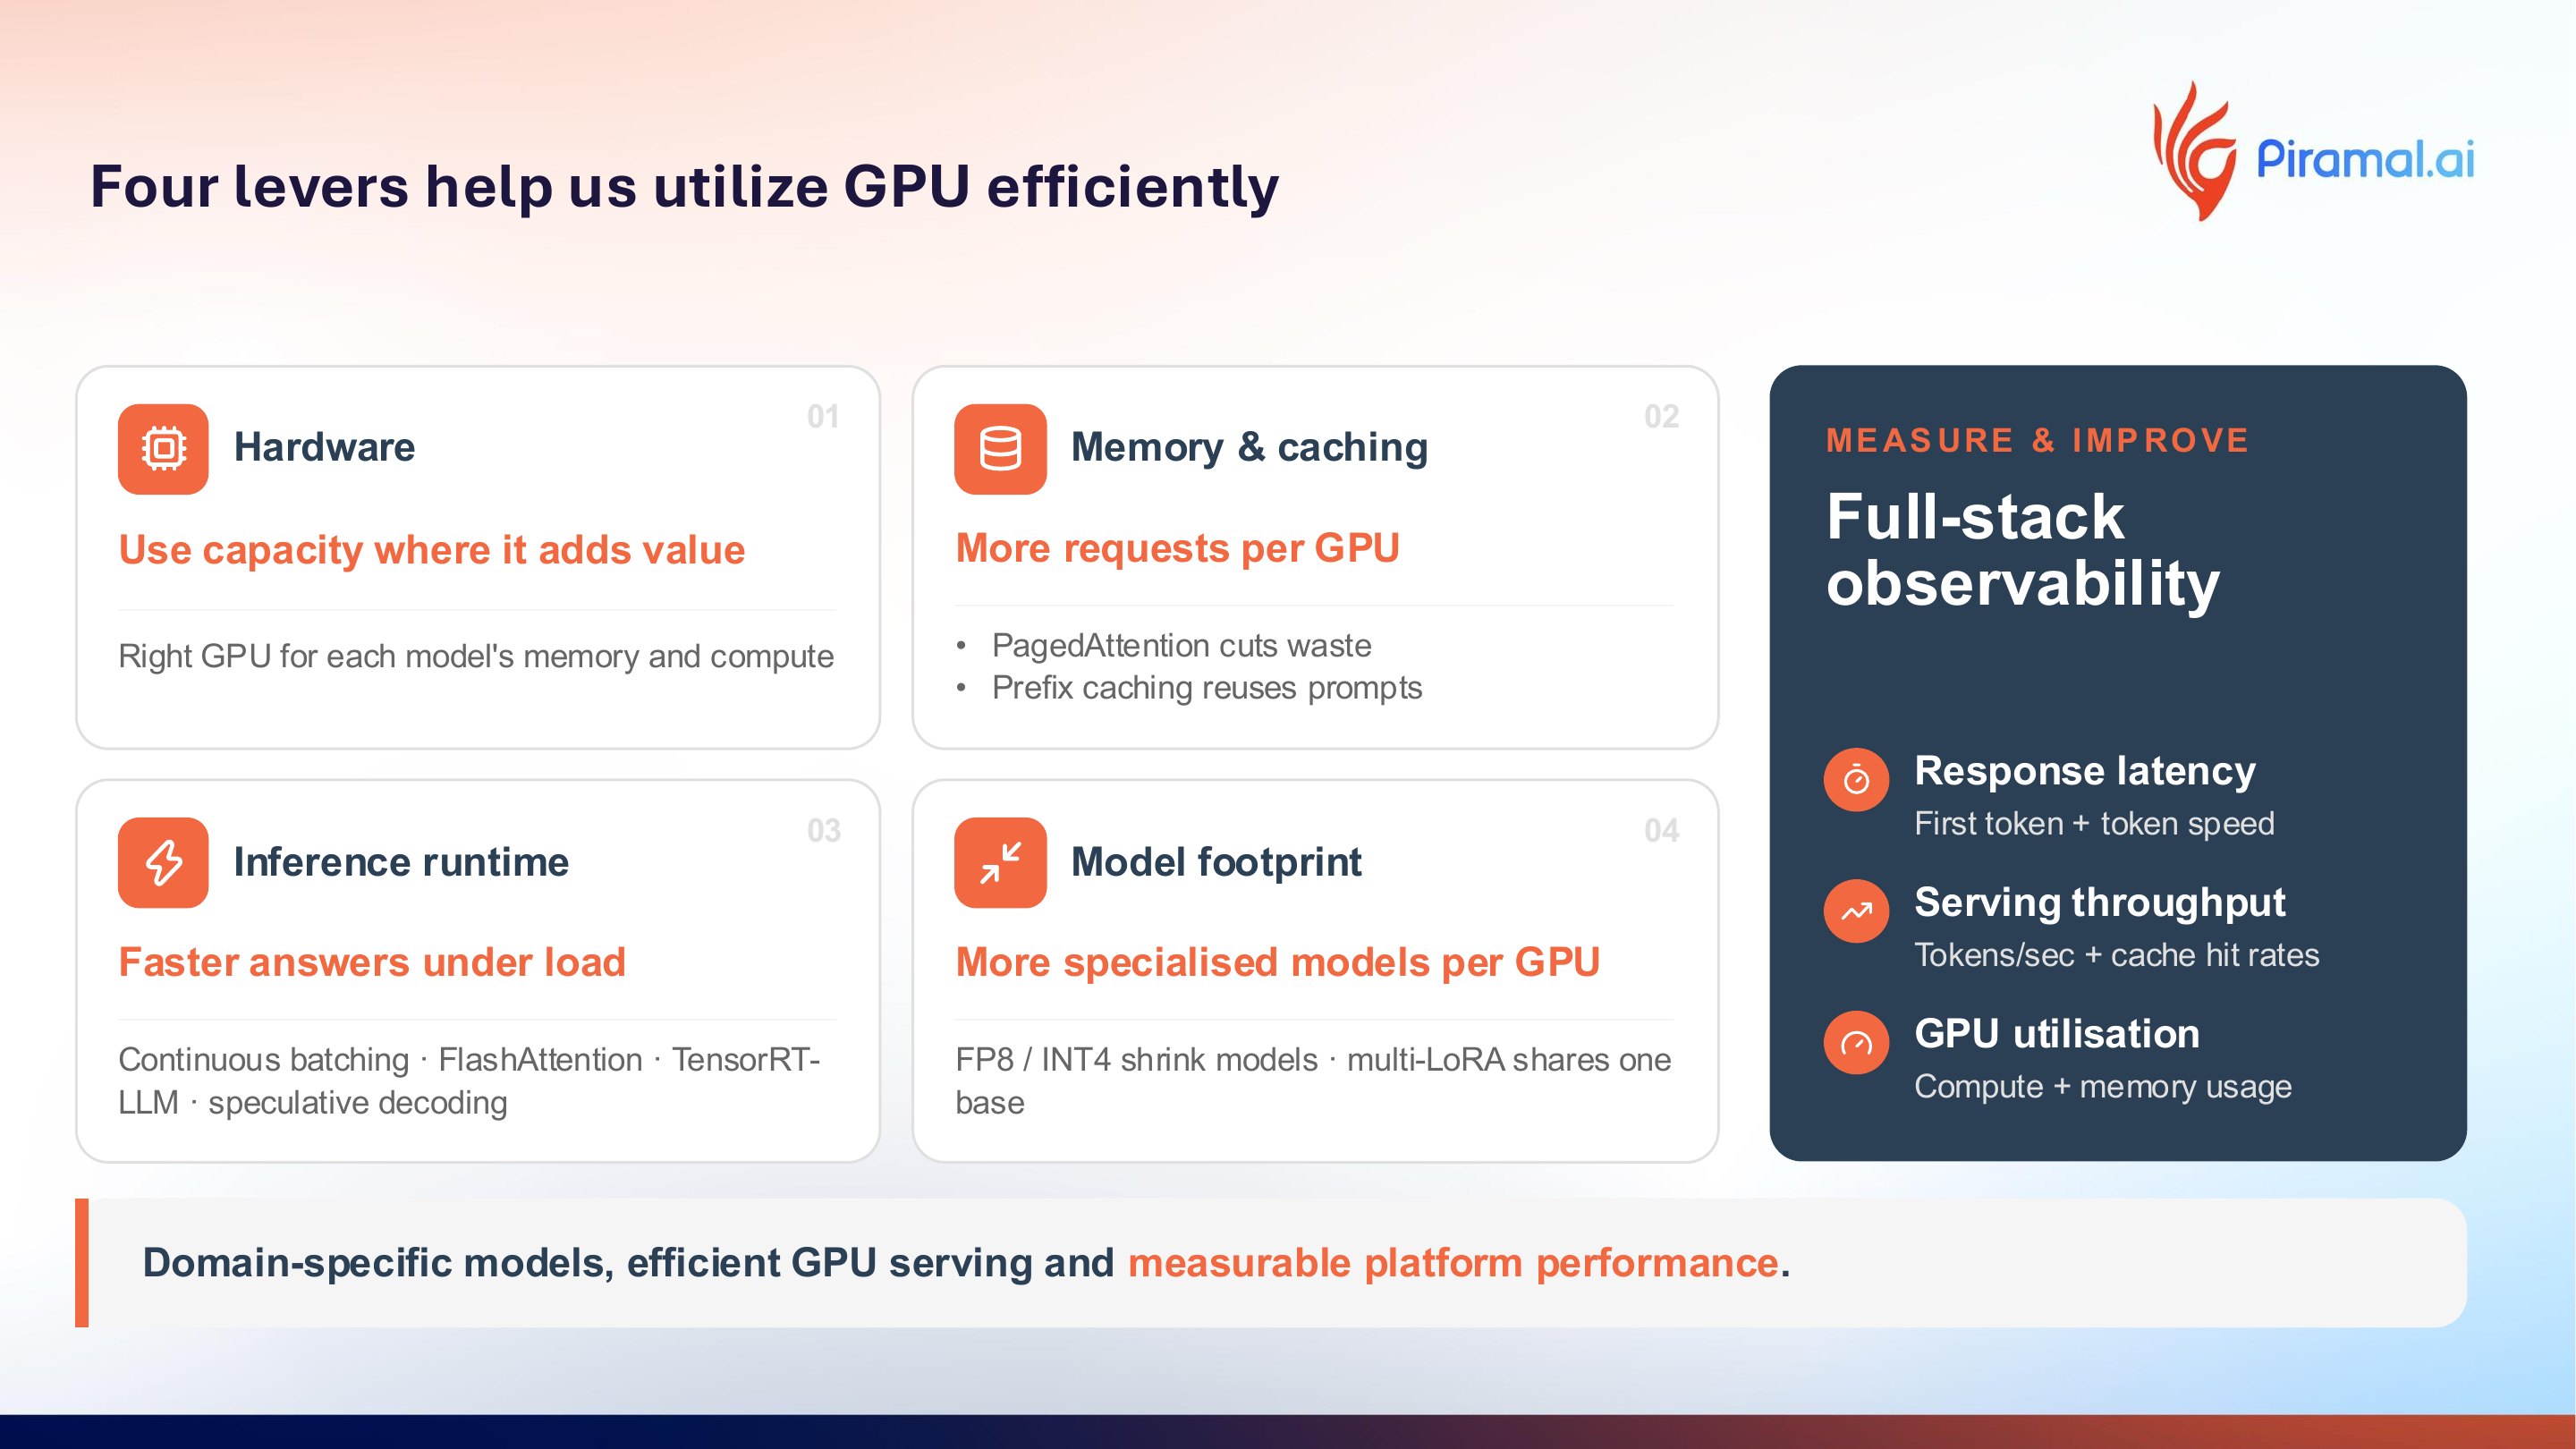 Four levers help us utilize GPU efficiently
Piramal.ai
01
Hardware
Use capacity where it adds value
Right GPU for each model's memory and compute
02
Memory & caching
More requests per GPU
• PagedAttention cuts waste
• Prefix caching reuses prompts
03
Inference runtime
Faster answers under load
Continuous batching · FlashAttention · TensorRT-
LLM · speculative decoding
04
Model footprint
More specialised models per GPU
FP8 / INT4 shrink models · multi-LoRA shares one
base
MEASURE & IMPROVE
Full-stack
observability
Response latency
First token + token speed
Serving throughput
Tokens/sec + cache hit rates
GPU utilisation
Compute + memory usage
Domain-specific models, efficient GPU serving and measurable platform performance.